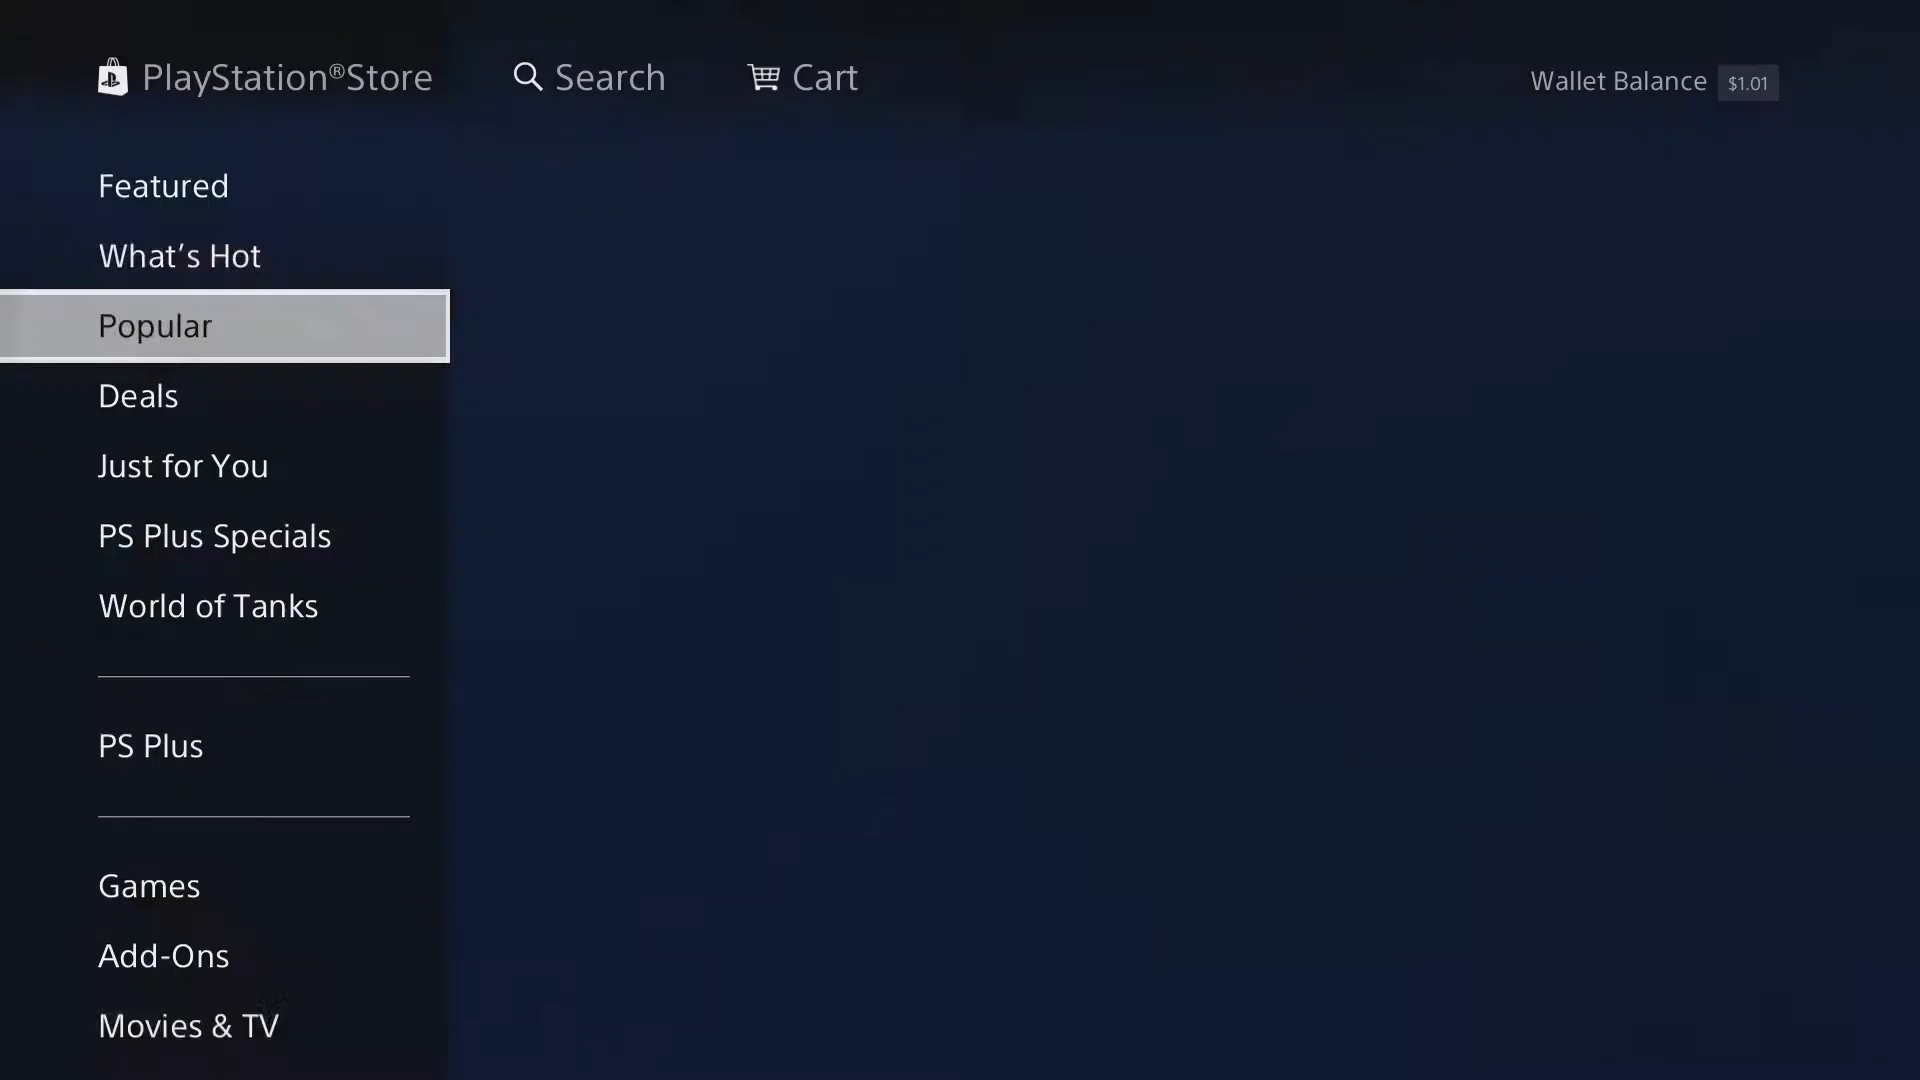 PlayStation®Store
Search
Cart
Wallet Balance $1.01
Featured
What's Hot
Popular
Deals
Just for You
PS Plus Specials
World of Tanks
PS Plus
Games
Add-Ons
Movies & TV